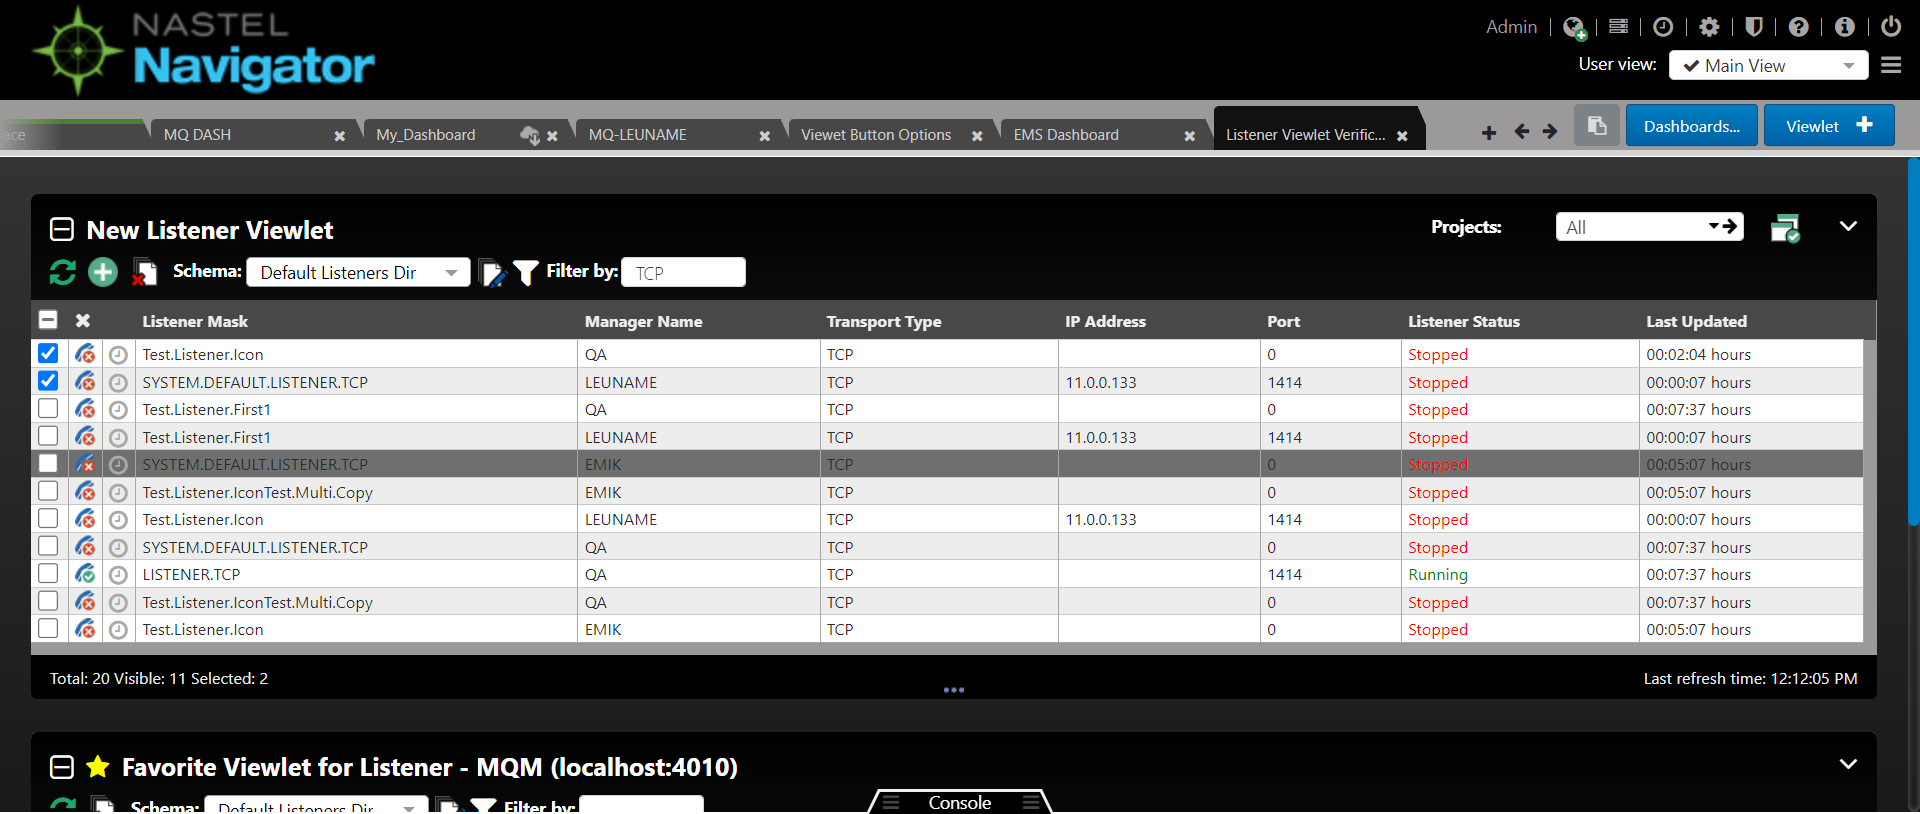 NASTEL
Navigator
Admin
User view: Main View
ace
MQ DASH
My_Dashboard
MQ-LEUNAME
Viewet Button Options
EMS Dashboard
Listener Viewlet Verific...
Dashboards...
Viewlet
New Listener Viewlet
Projects: All
Schema: Default Listeners Dir Filter by: TCP
Listener Mask Manager Name Transport Type IP Address Port Listener Status Last Updated
Test.Listener.Icon QA TCP 0 Stopped 00:02:04 hours
SYSTEM.DEFAULT.LISTENER.TCP LEUNAME TCP 11.0.0.133 1414 Stopped 00:00:07 hours
Test.Listener.First1 QA TCP 0 Stopped 00:07:37 hours
Test.Listener.First1 LEUNAME TCP 11.0.0.133 1414 Stopped 00:00:07 hours
SYSTEM.DEFAULT.LISTENER.TCP EMIK TCP 0 Stopped 00:05:07 hours
Test.Listener.IconTest.Multi.Copy EMIK TCP 0 Stopped 00:05:07 hours
Test.Listener.Icon LEUNAME TCP 11.0.0.133 1414 Stopped 00:00:07 hours
SYSTEM.DEFAULT.LISTENER.TCP QA TCP 0 Stopped 00:07:37 hours
LISTENER.TCP QA TCP 1414 Running 00:07:37 hours
Test.Listener.IconTest.Multi.Copy QA TCP 0 Stopped 00:07:37 hours
Test.Listener.Icon EMIK TCP 0 Stopped 00:05:07 hours
Total: 20 Visible: 11 Selected: 2
Last refresh time: 12:12:05 PM
Favorite Viewlet for Listener - MQM (localhost:4010)
Schema: Default Listeners Dir Filter by:
Console